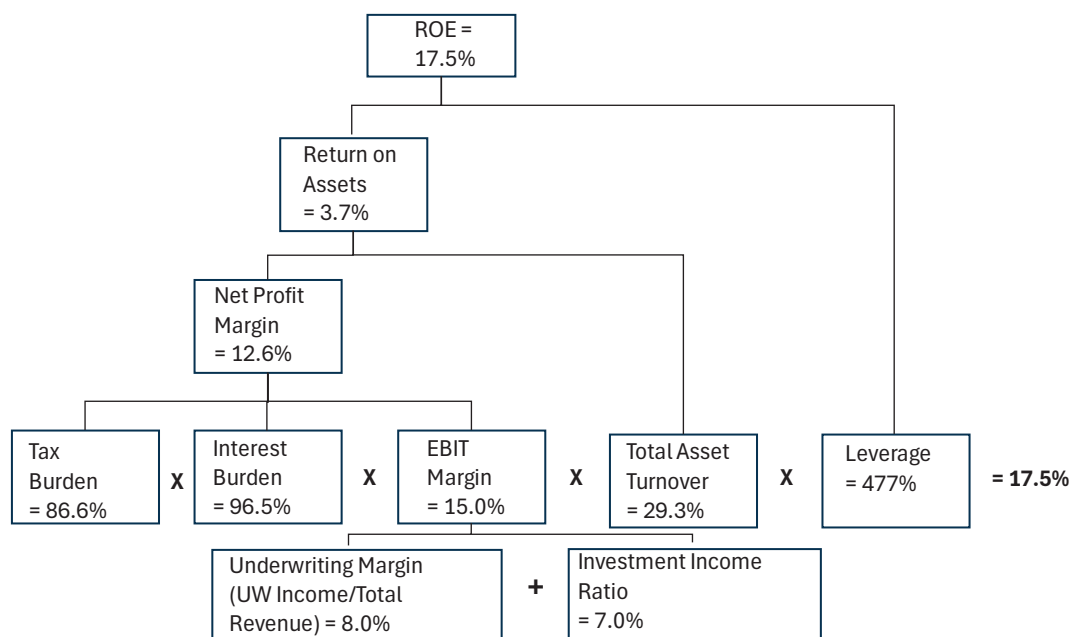 ROE =
17.5%
Return on
Assets
= 3.7%
Net Profit
Margin
= 12.6%
Tax
Burden
= 86.6%
X
Interest
Burden
= 96.5%
X
EBIT
Margin
= 15.0%
X
Total Asset
Turnover
= 29.3%
X
Leverage
= 477%
= 17.5%
Underwriting Margin
(UW Income/Total
Revenue) = 8.0%
+
Investment Income
Ratio
= 7.0%